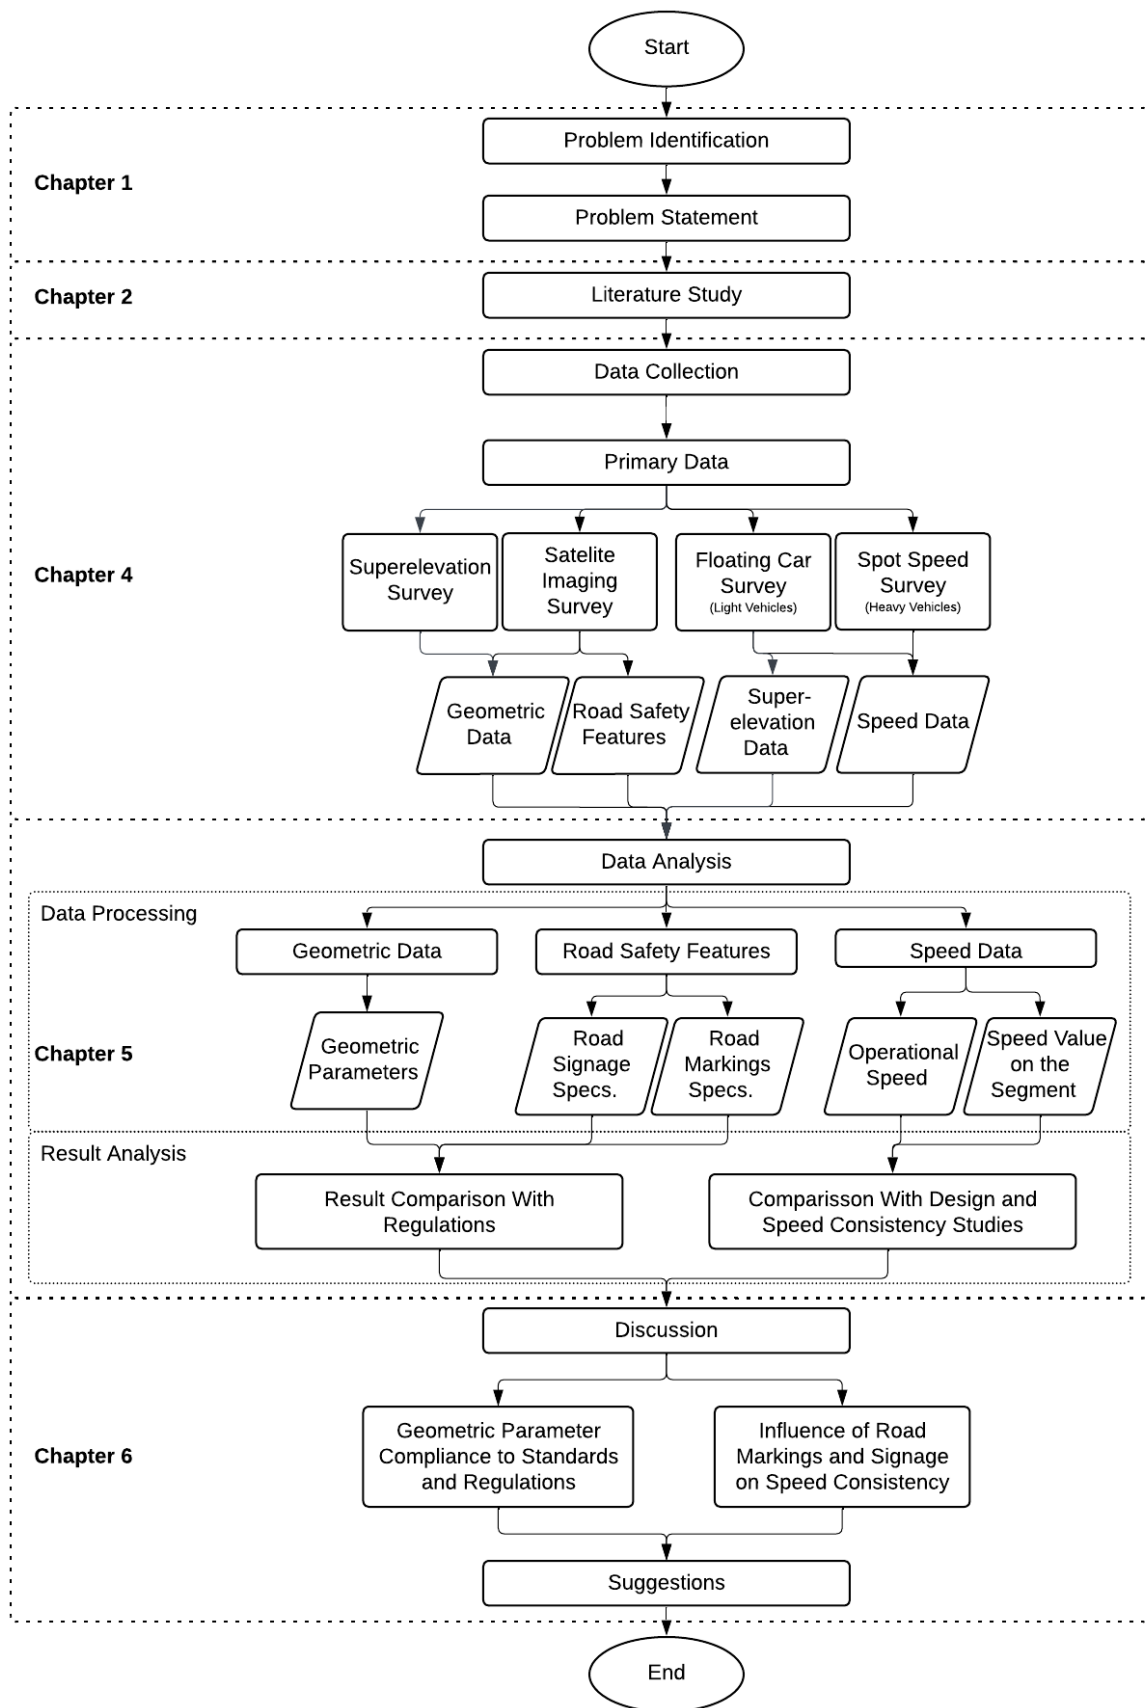 Start
Problem Identification
Chapter 1
Problem Statement
Chapter 2
Literature Study
Data Collection
Primary Data
Chapter 4
Superelevation
Survey
Satelite
Imaging
Survey
Floating Car
Survey
(Light Vehicles)
Spot Speed
Survey
(Heavy Vehicles)
Geometric
Data
Road Safety
Features
Super-
elevation
Data
Speed Data
Data Analysis
Data Processing
Geometric Data
Road Safety Features
Speed Data
Chapter 5
Geometric
Parameters
Road
Signage
Specs.
Road
Markings
Specs.
Operational
Speed
Speed Value
on the
Segment
Result Analysis
Result Comparison With
Regulations
Comparisson With Design and
Speed Consistency Studies
Discussion
Chapter 6
Geometric Parameter
Compliance to Standards
and Regulations
Influence of Road
Markings and Signage
on Speed Consistency
Suggestions
End